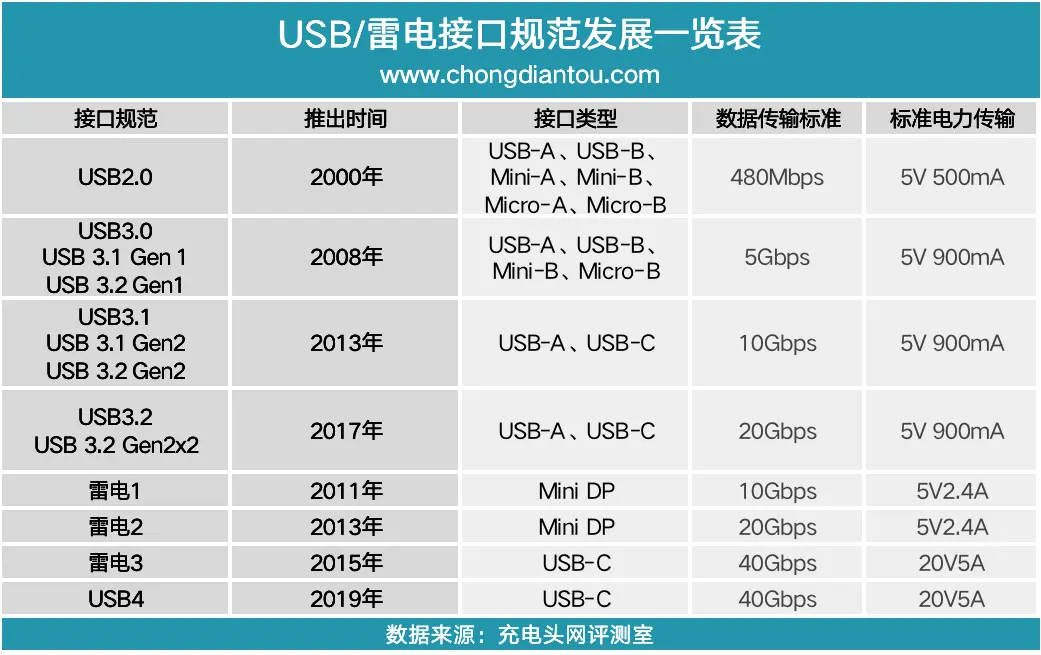 USB/雷电接口规范发展一览表
www.chongdiantou.com
接口规范 推出时间 接口类型 数据传输标准 标准电力传输
USB2.0 2000年 USB-A、USB-B、
Mini-A、Mini-B、
Micro-A、Micro-B 480Mbps 5V 500mA
USB3.0
USB 3.1 Gen 1
USB 3.2 Gen1 2008年 USB-A、USB-B、
Mini-B、Micro-B 5Gbps 5V 900mA
USB3.1
USB 3.1 Gen2
USB 3.2 Gen2 2013年 USB-A、USB-C 10Gbps 5V 900mA
USB3.2
USB 3.2 Gen2x2 2017年 USB-A、USB-C 20Gbps 5V 900mA
雷电1 2011年 Mini DP 10Gbps 5V2.4A
雷电2 2013年 Mini DP 20Gbps 5V2.4A
雷电3 2015年 USB-C 40Gbps 20V5A
USB4 2019年 USB-C 40Gbps 20V5A
数据来源：充电头网评测室